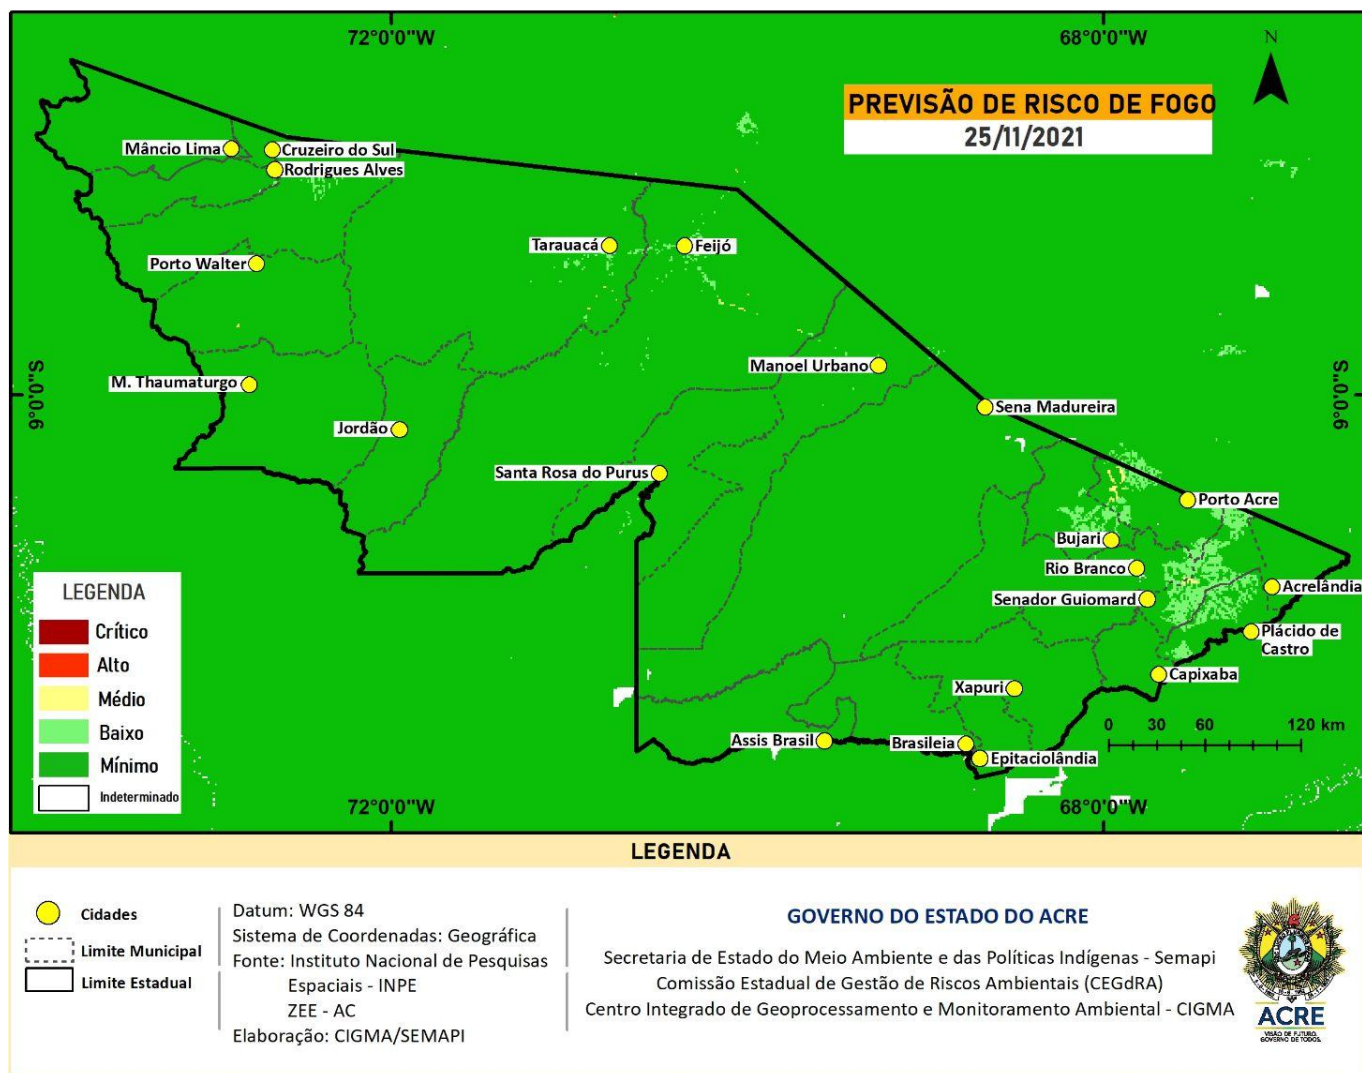 72°0'0"W
68°0'0"W
N
PREVISÃO DE RISCO DE FOGO
25/11/2021
Mâncio Lima
Cruzeiro do Sul
Rodrigues Alves
Tarauacá
Feijó
Porto Walter
Manoel Urbano
9°0'0"S
9°0'0"S
M. Thaumaturgo
Sena Madureira
Jordão
Santa Rosa do Purus
Porto Acre
Bujari
Rio Branco
Acrelândia
Senador Guiomard
Plácido de
Castro
Capixaba
Xapuri
Assis Brasil
Brasileia
Epitaciolândia
0 30 60 120 km
LEGENDA
Crítico
Alto
Médio
Baixo
Mínimo
Indeterminado
72°0'0"W
68°0'0"W
LEGENDA
Cidades
Limite Municipal
Limite Estadual
Datum: WGS 84
Sistema de Coordenadas: Geográfica
Fonte: Instituto Nacional de Pesquisas
Espaciais - INPE
ZEE - AC
Elaboração: CIGMA/SEMAPI
GOVERNO DO ESTADO DO ACRE
Secretaria de Estado do Meio Ambiente e das Políticas Indígenas - Semapi
Comissão Estadual de Gestão de Riscos Ambientais (CEGdRA)
Centro Integrado de Geoprocessamento e Monitoramento Ambiental - CIGMA
ACRE
VISÃO DE FUTURO.
GOVERNO DE TODOS.